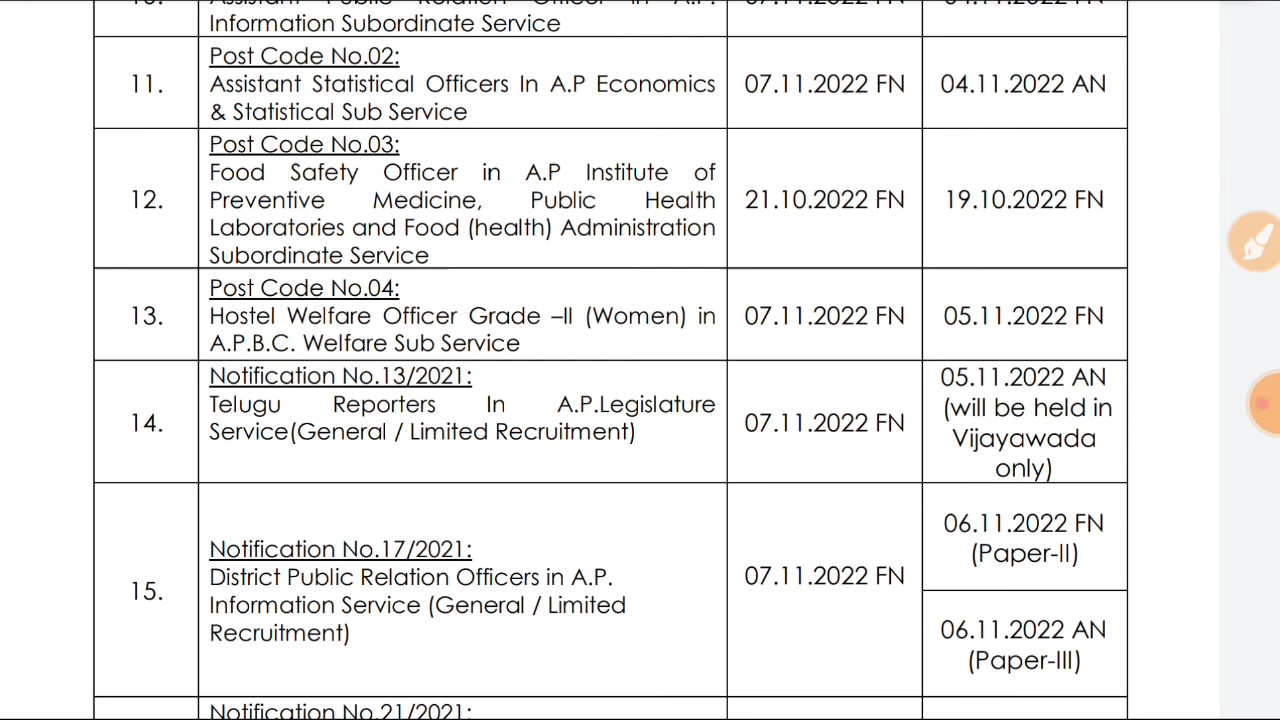 Information Subordinate Service
11.
Post Code No.02:
Assistant Statistical Officers In A.P Economics
& Statistical Sub Service
07.11.2022 FN
04.11.2022 AN
12.
Post Code No.03:
Food Safety Officer in A.P Institute of
Preventive Medicine, Public Health
Laboratories and Food (health) Administration
Subordinate Service
21.10.2022 FN
19.10.2022 FN
13.
Post Code No.04:
Hostel Welfare Officer Grade –II (Women) in
A.P.B.C. Welfare Sub Service
07.11.2022 FN
05.11.2022 FN
14.
Notification No.13/2021:
Telugu Reporters In A.P.Legislature
Service(General / Limited Recruitment)
07.11.2022 FN
05.11.2022 AN
(will be held in
Vijayawada
only)
15.
Notification No.17/2021:
District Public Relation Officers in A.P.
Information Service (General / Limited
Recruitment)
07.11.2022 FN
06.11.2022 FN
(Paper-II)
06.11.2022 AN
(Paper-III)
Notification No.21/2021: